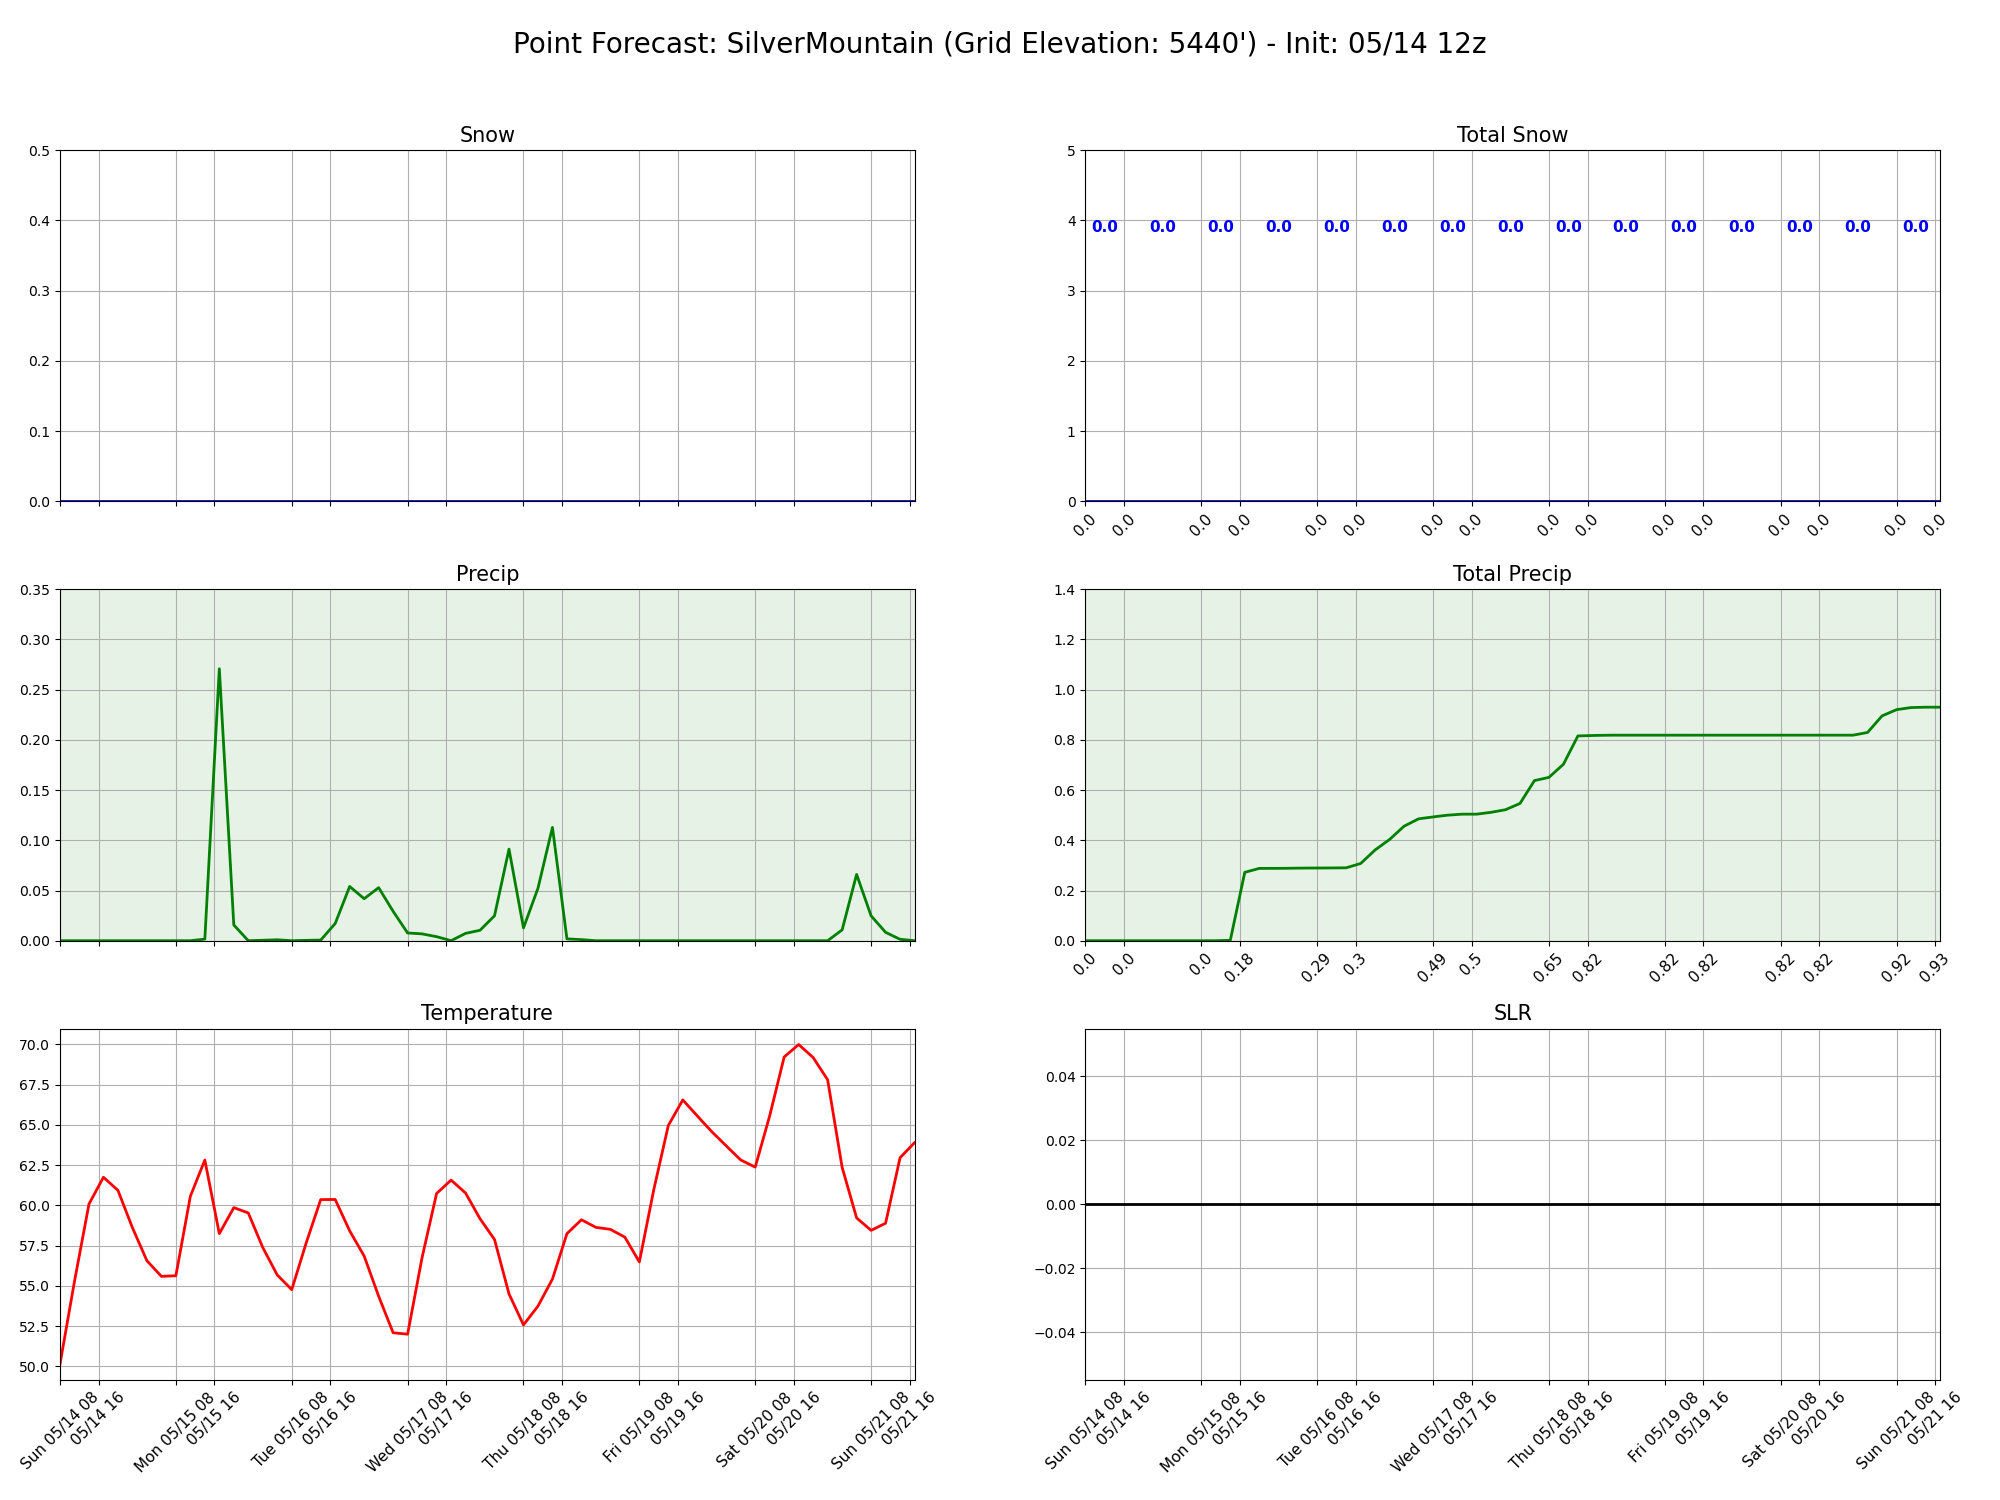 Point Forecast: SilverMountain (Grid Elevation: 5440') - Init: 05/14 12z
Snow
0.5
0.4
0.3
0.2
0.1
0.0
Total Snow
5
4
3
2
1
0
0.0 0.0 0.0 0.0 0.0 0.0 0.0 0.0 0.0 0.0 0.0 0.0 0.0 0.0 0.0
0.0 0.0 0.0 0.0 0.0 0.0 0.0 0.0 0.0 0.0 0.0 0.0 0.0 0.0 0.0 0.0
Precip
0.35
0.30
0.25
0.20
0.15
0.10
0.05
0.00
Total Precip
1.4
1.2
1.0
0.8
0.6
0.4
0.2
0.0
0.0 0.0 0.0 0.18 0.29 0.3 0.49 0.5 0.65 0.82 0.82 0.82 0.82 0.82 0.92 0.93
Temperature
70.0
67.5
65.0
62.5
60.0
57.5
55.0
52.5
50.0
Sun 05/14 08
05/14 16
Mon 05/15 08
05/15 16
Tue 05/16 08
05/16 16
Wed 05/17 08
05/17 16
Thu 05/18 08
05/18 16
Fri 05/19 08
05/19 16
Sat 05/20 08
05/20 16
Sun 05/21 08
05/21 16
SLR
0.04
0.02
0.00
−0.02
−0.04
Sun 05/14 08
05/14 16
Mon 05/15 08
05/15 16
Tue 05/16 08
05/16 16
Wed 05/17 08
05/17 16
Thu 05/18 08
05/18 16
Fri 05/19 08
05/19 16
Sat 05/20 08
05/20 16
Sun 05/21 08
05/21 16